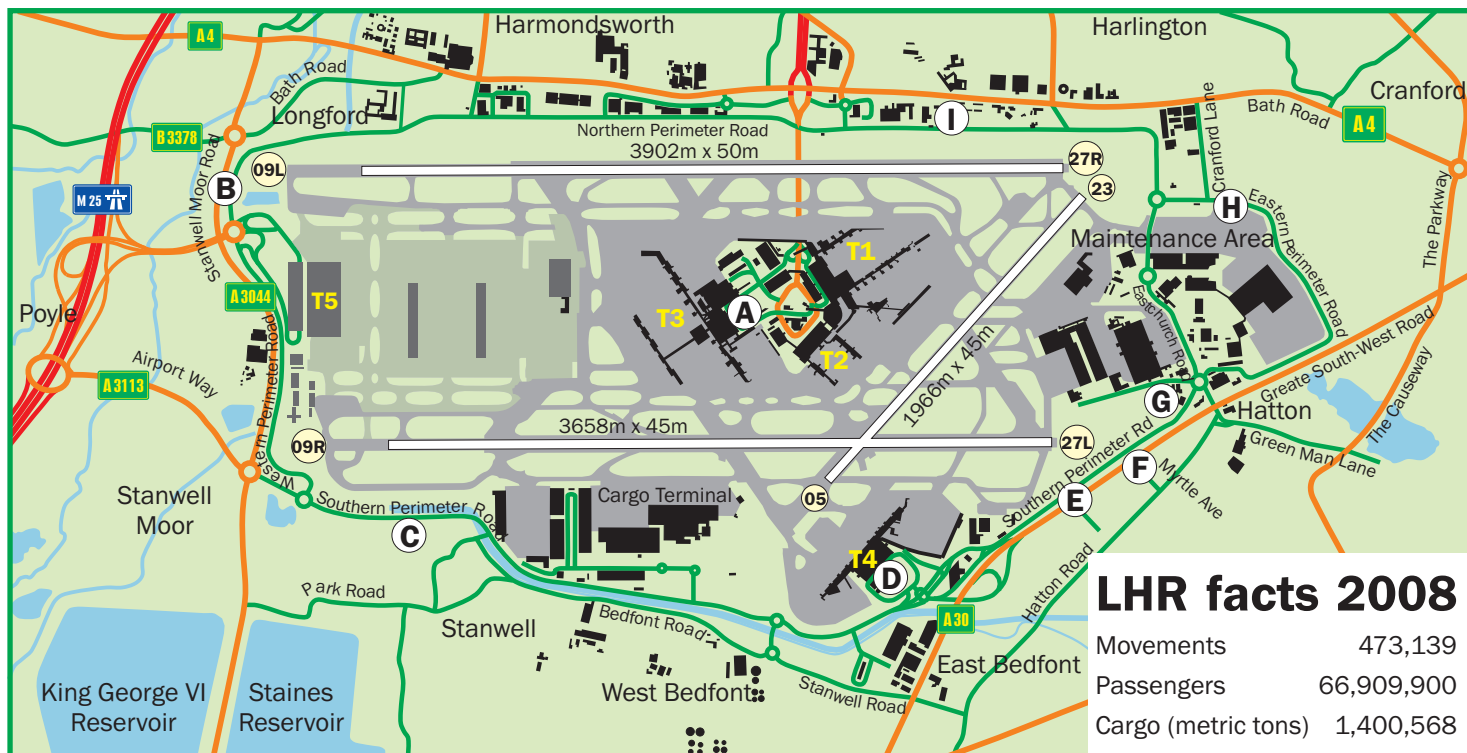 Harmondsworth
Harlington
A4
Cranford
Bath Road
Bath Road
A4
Longford
Cranford Lane
I
B 3378
Northern Perimeter Road
3902m x 50m
Stanwell Moor Road
09L
27R
23
M 25
B
H
Eastern Perimeter Road
The Parkway
Maintenance Area
T1
A 3044
T5
Poyle
T3
A
Eastchurch Road
T2
1966m x 45m
Greate South-West Road
Airport Way
A 3113
Western Perimeter Road
G
Hatton
The Causeway
3658m x 45m
09R
27L
Green Man Lane
Southern Perimeter Rd
F
Myrtle Ave
E
Stanwell
Moor
Southern Perimeter Road
Cargo Terminal
05
C
T4
D
Park Road
Hatton Road
Stanwell
Bedfont Road
A 30
East Bedfont
West Bedfont
Stanwell Road
King George VI
Reservoir
Staines
Reservoir
LHR facts 2008
Movements 473,139
Passengers 66,909,900
Cargo (metric tons) 1,400,568